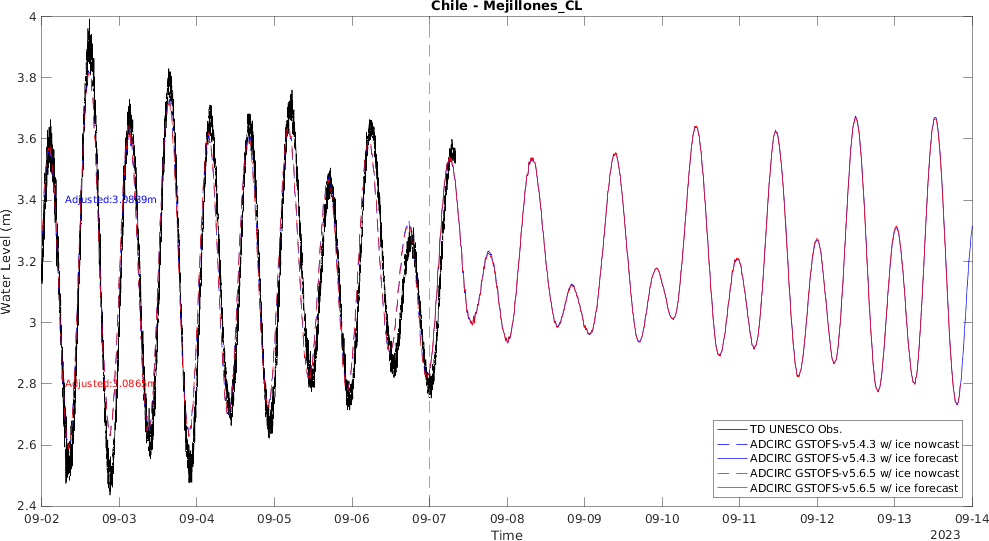 Chile - Mejillones_CL
Water Level (m)
4
3.8
3.6
3.4
3.2
3
2.8
2.6
2.4
Adjusted:3.0889m
Adjusted:3.0865m
TD UNESCO Obs.
ADCIRC GSTOFS-v5.4.3 w/ ice nowcast
ADCIRC GSTOFS-v5.4.3 w/ ice forecast
ADCIRC GSTOFS-v5.6.5 w/ ice nowcast
ADCIRC GSTOFS-v5.6.5 w/ ice forecast
09-02 09-03 09-04 09-05 09-06 09-07 09-08 09-09 09-10 09-11 09-12 09-13 09-14
Time
2023